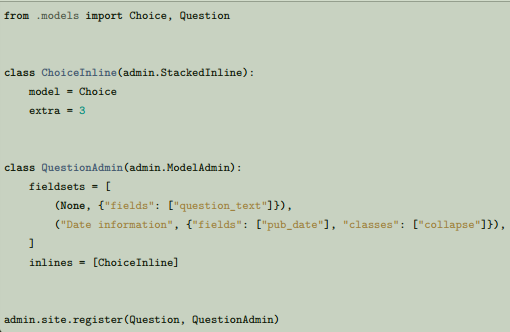 from .models import Choice, Question
class ChoiceInline(admin.StackedInline):
    model = Choice
    extra = 3
class QuestionAdmin(admin.ModelAdmin):
    fieldsets = [
        (None, {"fields": ["question_text"]}),
        ("Date information", {"fields": ["pub_date"], "classes": ["collapse"]}),
    ]
    inlines = [ChoiceInline]
admin.site.register(Question, QuestionAdmin)